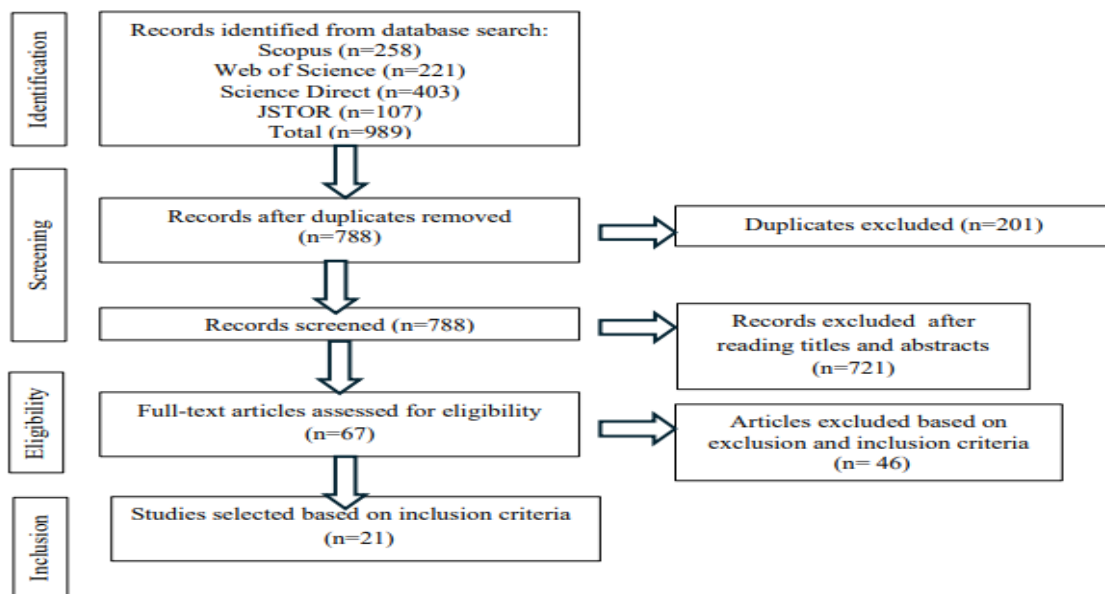 Identification
Records identified from database search:
Scopus (n=258)
Web of Science (n=221)
Science Direct (n=403)
JSTOR (n=107)
Total (n=989)
Screening
Records after duplicates removed
(n=788)
Duplicates excluded (n=201)
Records screened (n=788)
Records excluded after
reading titles and abstracts
(n=721)
Eligibility
Full-text articles assessed for eligibility
(n=67)
Articles excluded based on
exclusion and inclusion criteria
(n= 46)
Inclusion
Studies selected based on inclusion criteria
(n=21)